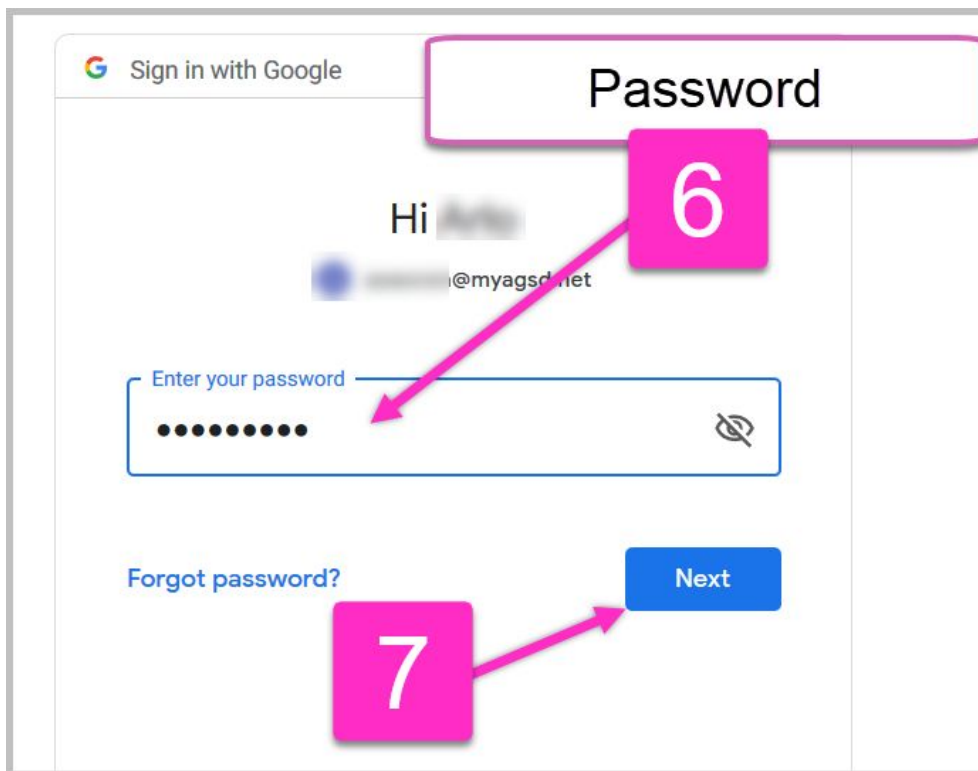 Sign in with Google
Password
6
Hi
@myagsd.net
Enter your password
•••••••••
Forgot password?
Next
7